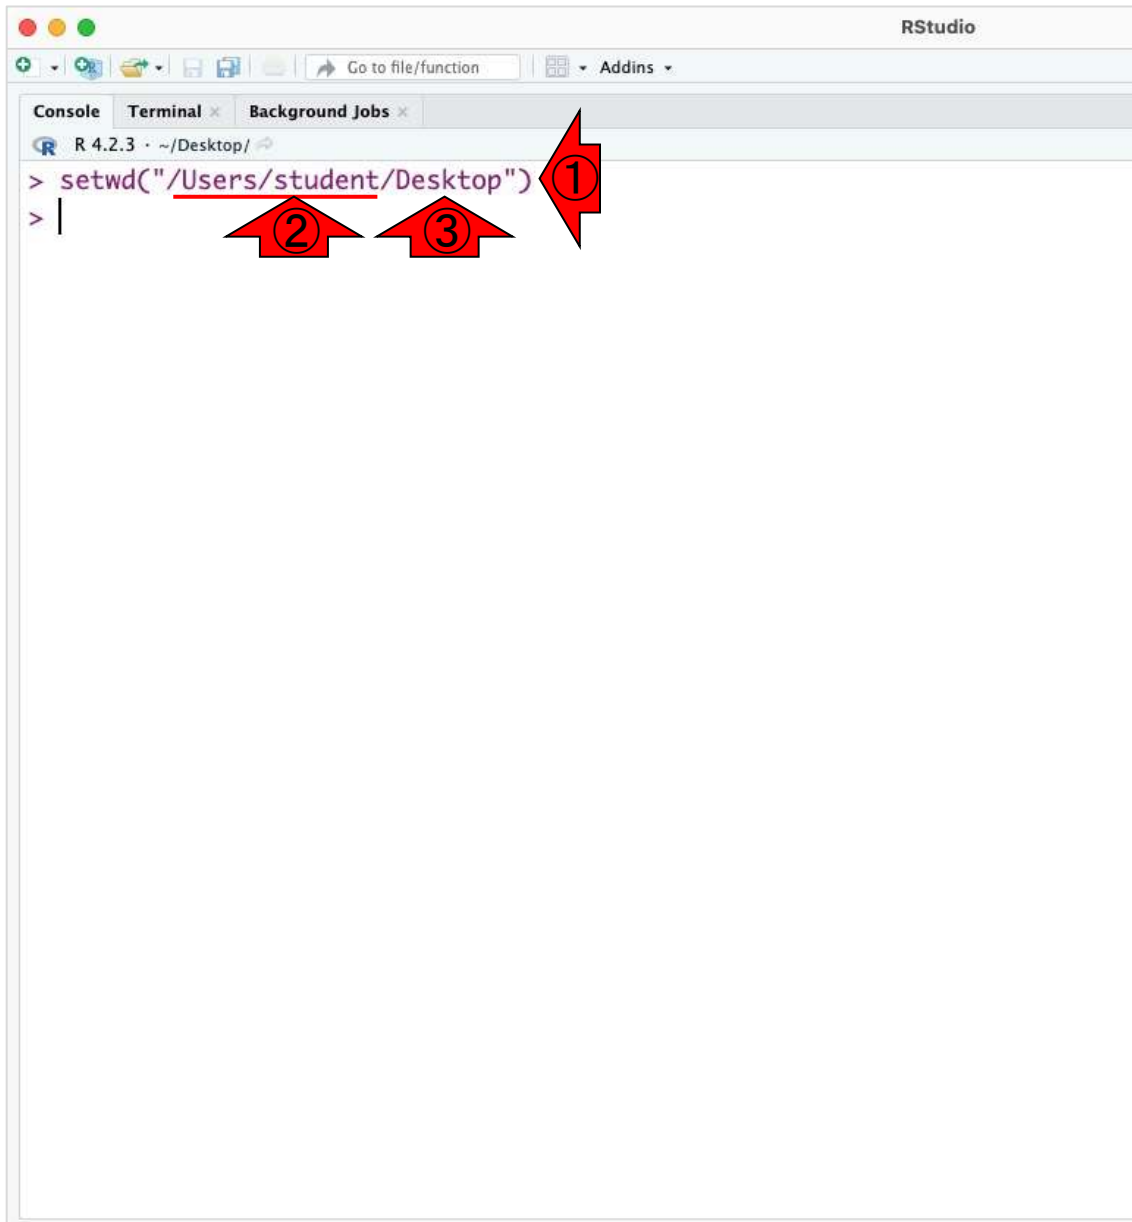 RStudio
Go to file/function Addins
Console Terminal Background Jobs
R R 4.2.3 · ~/Desktop/
> setwd("/Users/student/Desktop") ①
>
② ③